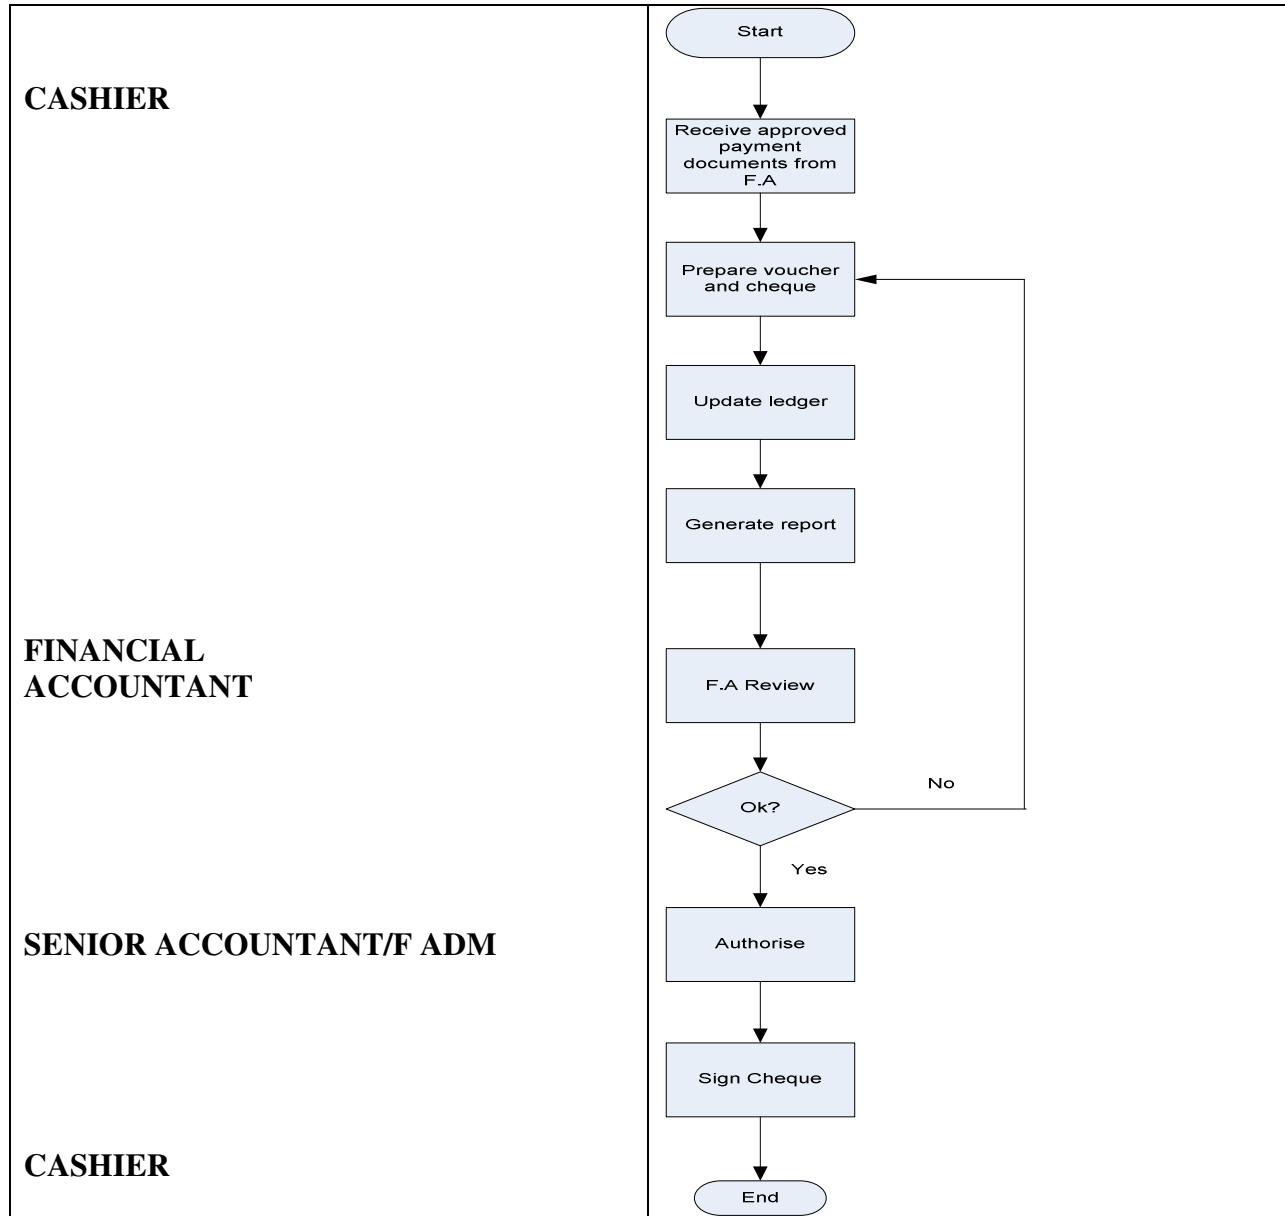 Start
CASHIER
Receive approved
payment
documents from
F.A
Prepare voucher
and cheque
Update ledger
Generate report
FINANCIAL
ACCOUNTANT
F.A Review
Ok?
No
Yes
SENIOR ACCOUNTANT/F ADM
Authorise
Sign Cheque
CASHIER
End